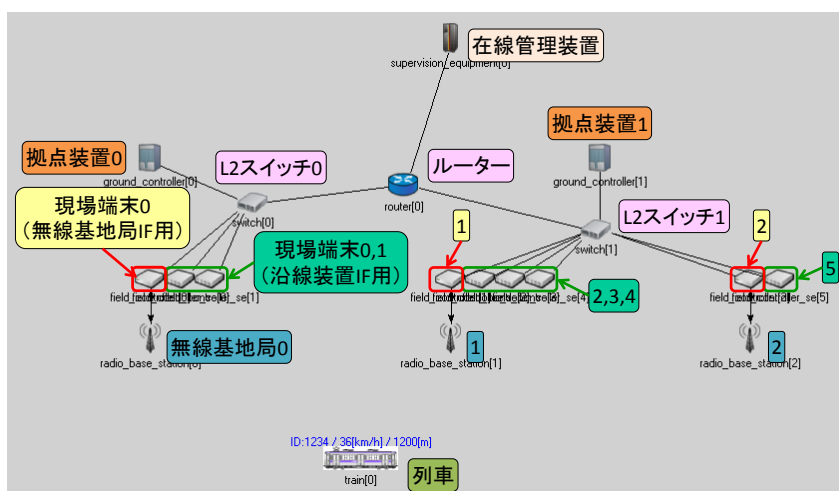 在線管理装置
supervision_equipment[0]
拠点装置0
ground_controller[0]
L2スイッチ0
switch[0]
ルーター
router[0]
拠点装置1
ground_controller[1]
L2スイッチ1
switch[1]
現場端末0
(無線基地局IF用)
現場端末0,1
(沿線装置IF用)
1
2
5
2,3,4
無線基地局0
radio_base_station[0]
1
radio_base_station[1]
2
radio_base_station[2]
ID:1234 / 36[km/h] / 1200[m]
train[0]
列車